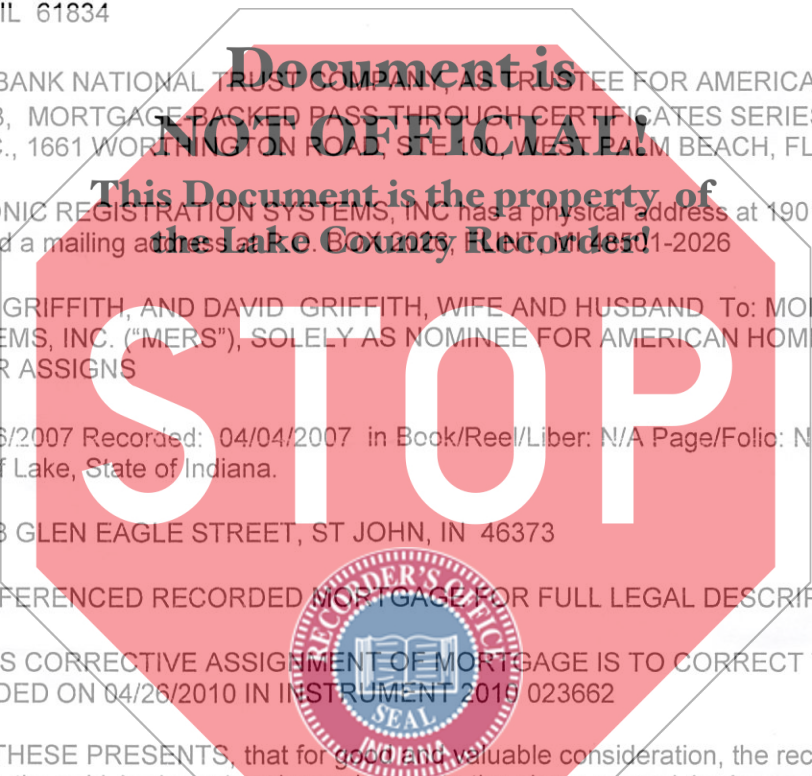 IL 61834
Document is
BANK NATIONAL TRUST COMPANY, AS TRUSTEE FOR AMERICA
, MORTGAGE-BACKED PASS-THROUGH CERTIFICATES SERIE
NOT OFFICIAL!
., 1661 WORTHINGTON ROAD, STE 100, WEST PALM BEACH, FL
This Document is the property of
NIC REGISTRATION SYSTEMS, INC has a physical address at 190
the Lake County Recorder!
d a mailing address at P.O. BOX 2026, FLINT, MI 48501-2026
GRIFFITH, AND DAVID GRIFFITH, WIFE AND HUSBAND To: MO
EMS, INC. (“MERS”), SOLELY AS NOMINEE FOR AMERICAN HOM
R ASSIGNS
STOP
6/2007 Recorded: 04/04/2007 in Book/Reel/Liber: N/A Page/Folio: N
f Lake, State of Indiana.
GLEN EAGLE STREET, ST JOHN, IN 46373
RECORDER'S OFFICE
FERENCED RECORDED MORTGAGE FOR FULL LEGAL DESCRIP
S CORRECTIVE ASSIGNMENT OF MORTGAGE IS TO CORRECT
DED ON 04/26/2010 IN INSTRUMENT 2010 023662
SEAL
INDIANA
THESE PRESENTS, that for good and valuable consideration, the rec